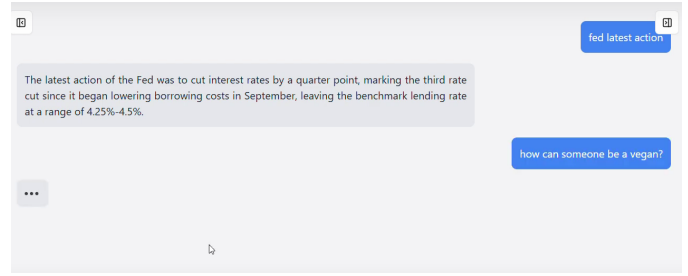 fed latest action
The latest action of the Fed was to cut interest rates by a quarter point, marking the third rate
cut since it began lowering borrowing costs in September, leaving the benchmark lending rate
at a range of 4.25%-4.5%.
how can someone be a vegan?
•••